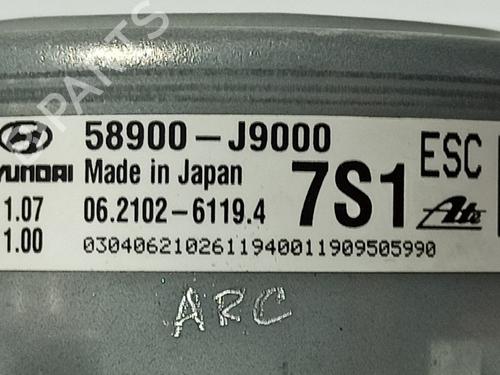 58900-J9000
ESC
HYUNDAI Made in Japan
7S1
1.07 06.2102-6119.4
Ate
1.00 03040621026119400119095059​90
ARC